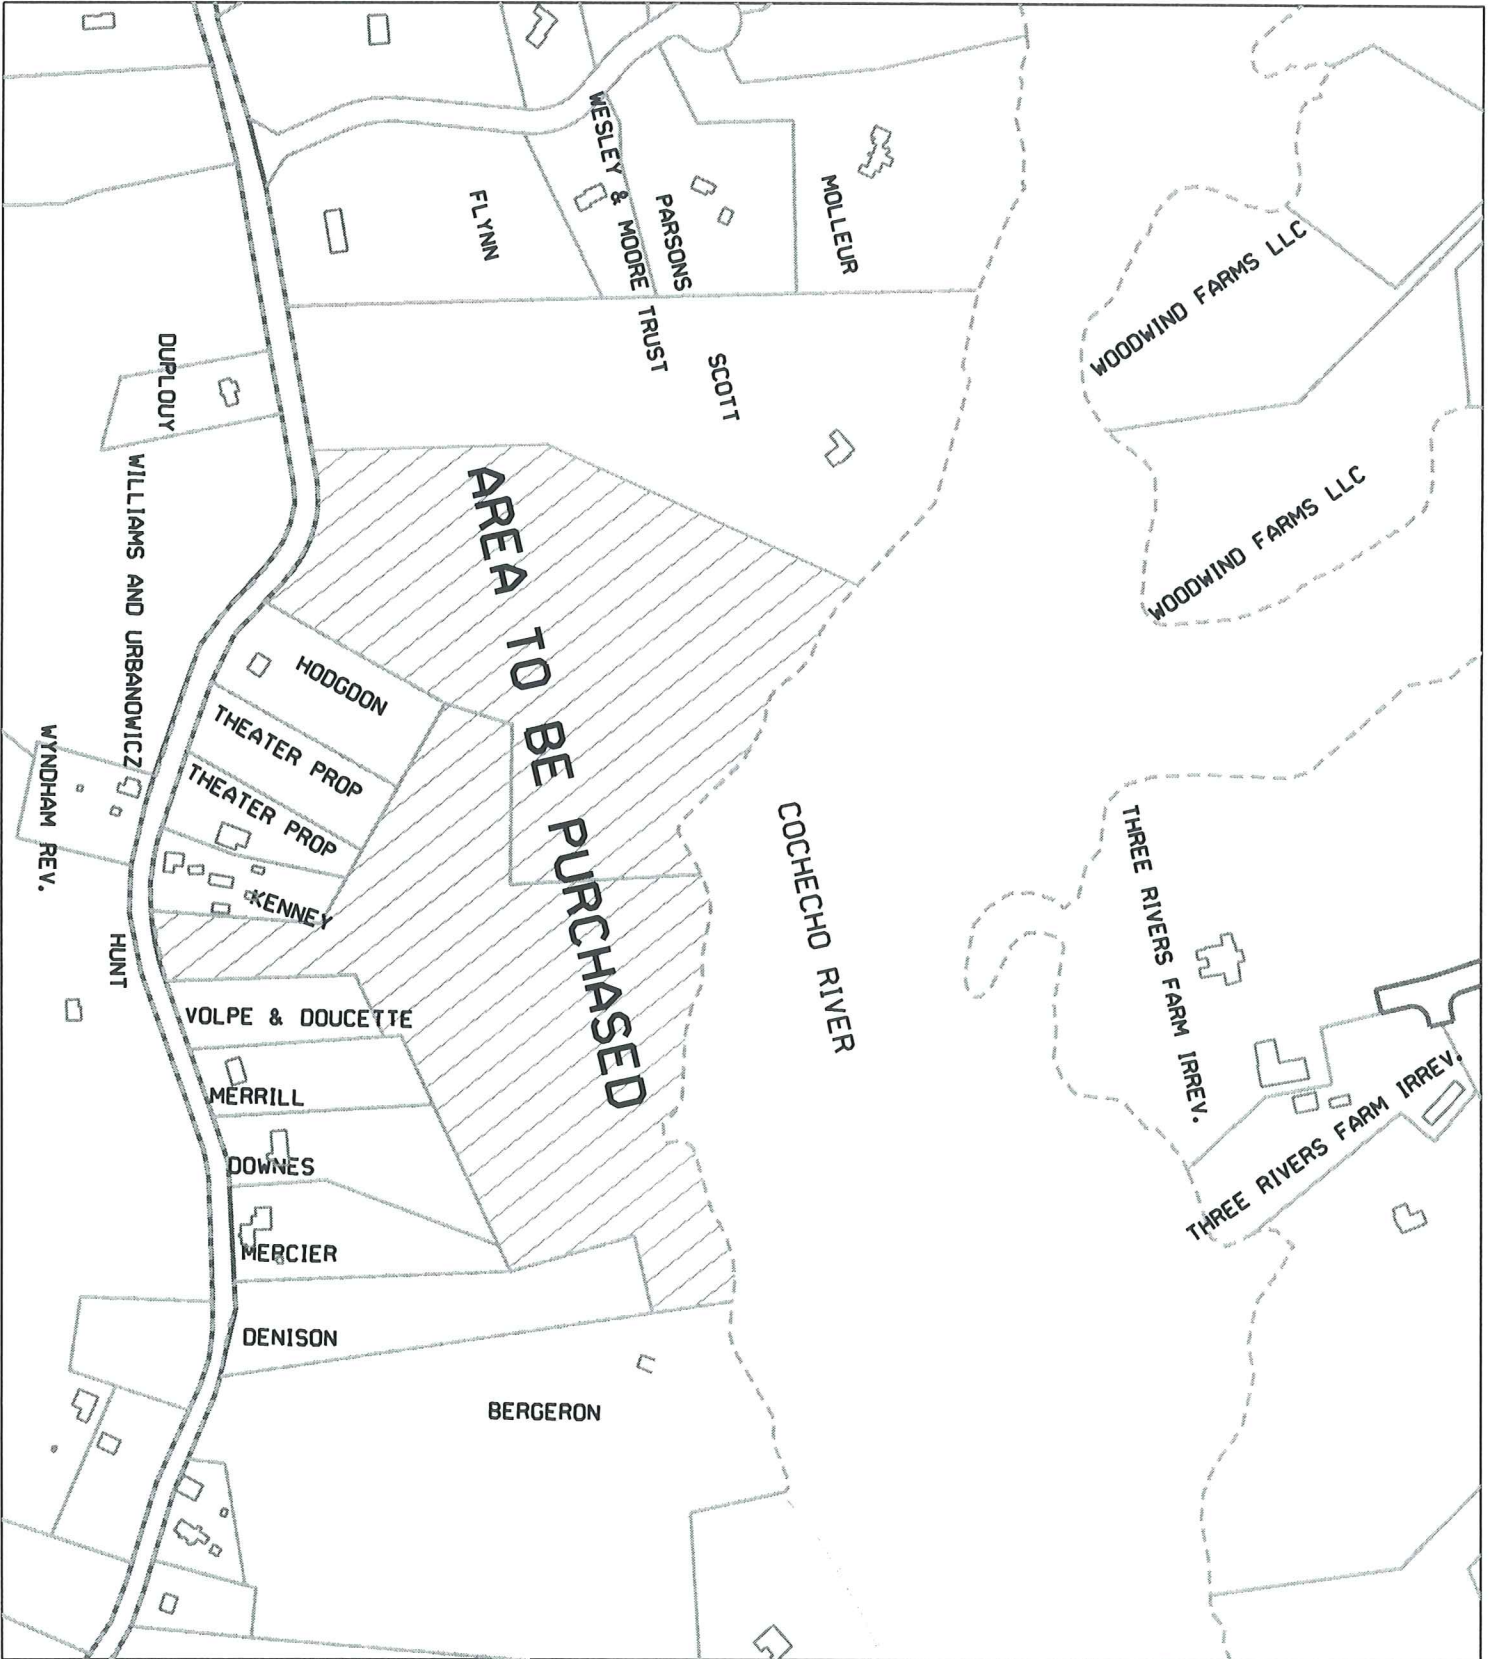 WESLEY & MOORE TRUST
FLYNN
PARSONS
MOLLEUR
WOODWIND FARMS LLC
DUPLOUY
SCOTT
WILLIAMS AND URBANOWICZ
AREA TO BE PURCHASED
WOODWIND FARMS LLC
HODGDON
THEATER PROP
THEATER PROP
WYNDHAM REV.
KENNEY
COCHECHO RIVER
THREE RIVERS FARM IRREV.
HUNT
VOLPE & DOUCETTE
MERRILL
THREE RIVERS FARM IRREV.
DOWNES
MERCIER
DENISON
BERGERON